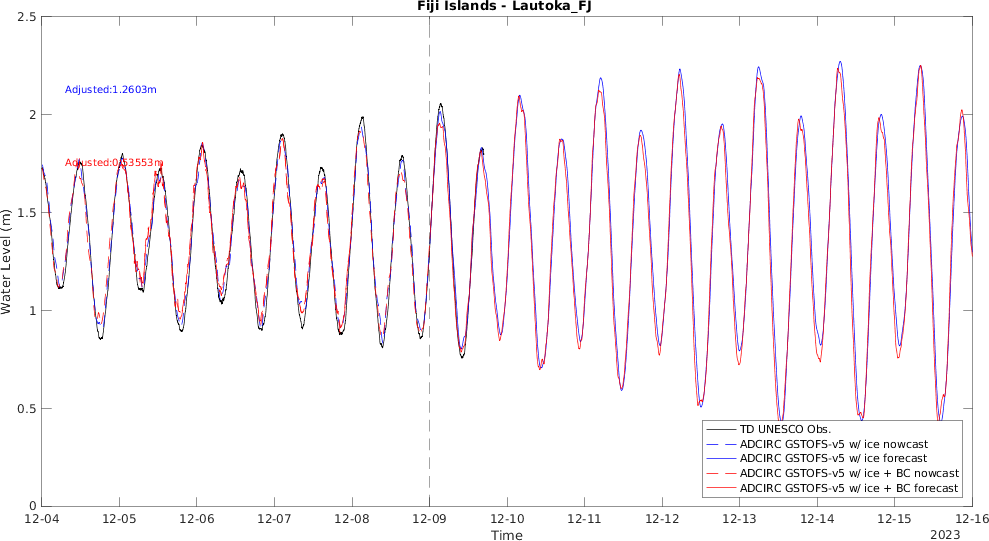 Fiji Islands - Lautoka_FJ
2.5
2
1.5
1
0.5
0
Water Level (m)
Adjusted:1.2603m
Adjusted:0.53553m
TD UNESCO Obs.
ADCIRC GSTOFS-v5 w/ ice nowcast
ADCIRC GSTOFS-v5 w/ ice forecast
ADCIRC GSTOFS-v5 w/ ice + BC nowcast
ADCIRC GSTOFS-v5 w/ ice + BC forecast
12-04 12-05 12-06 12-07 12-08 12-09 12-10 12-11 12-12 12-13 12-14 12-15 12-16
Time
2023